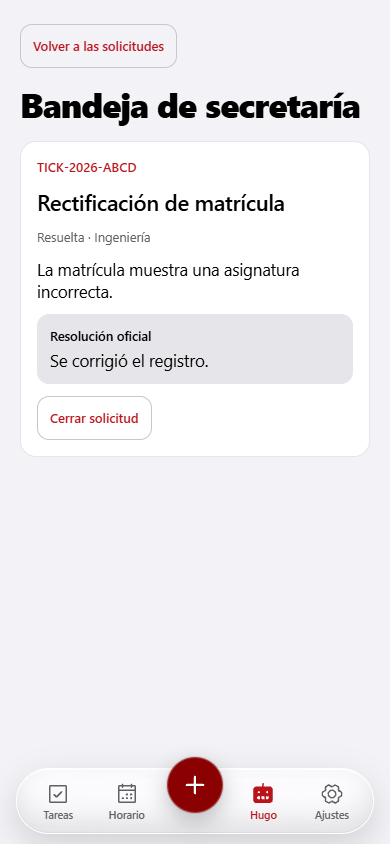 Volver a las solicitudes
Bandeja de secretaría
TICK-2026-ABCD
Rectificación de matrícula
Resuelta · Ingeniería
La matrícula muestra una asignatura
incorrecta.
Resolución oficial
Se corrigió el registro.
Cerrar solicitud
Tareas
Horario
Hugo
Ajustes